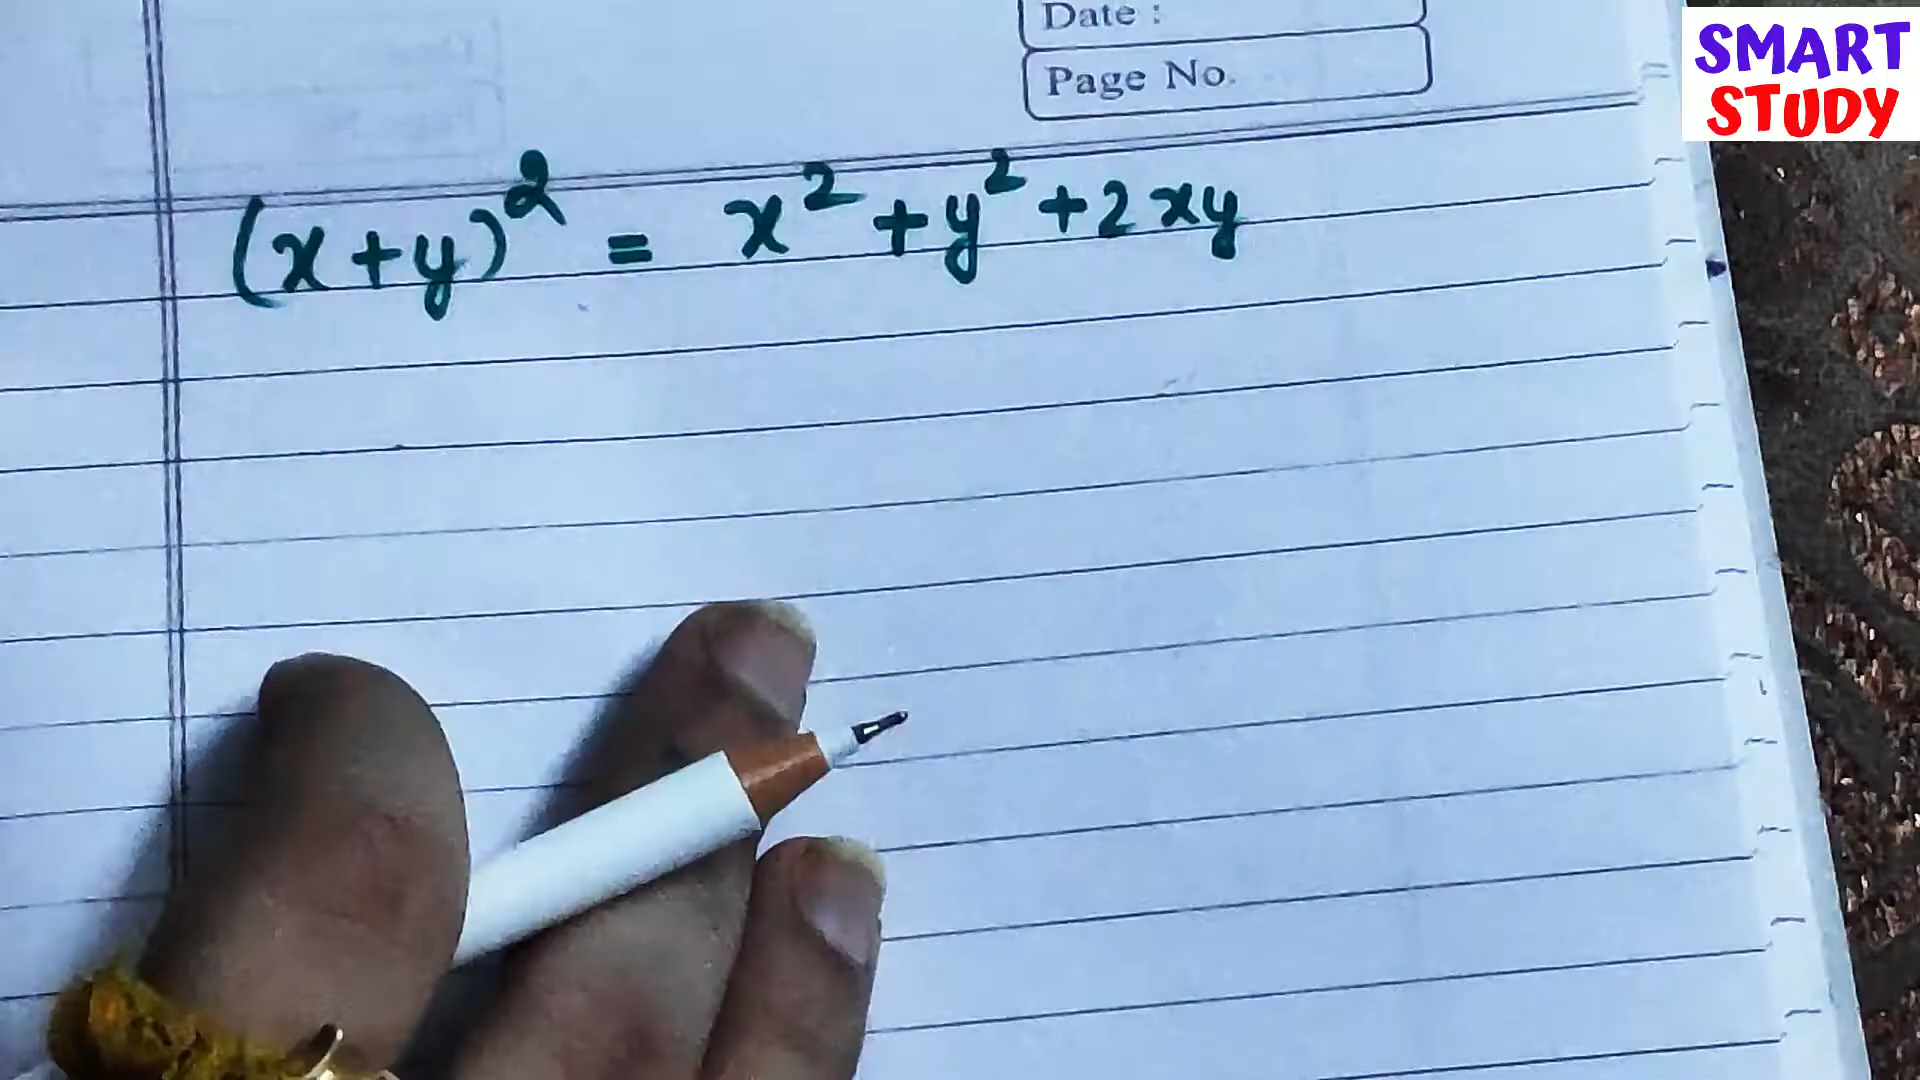 Date :
Page No.
SMART
STUDY
(x+y)² = x² + y² + 2xy